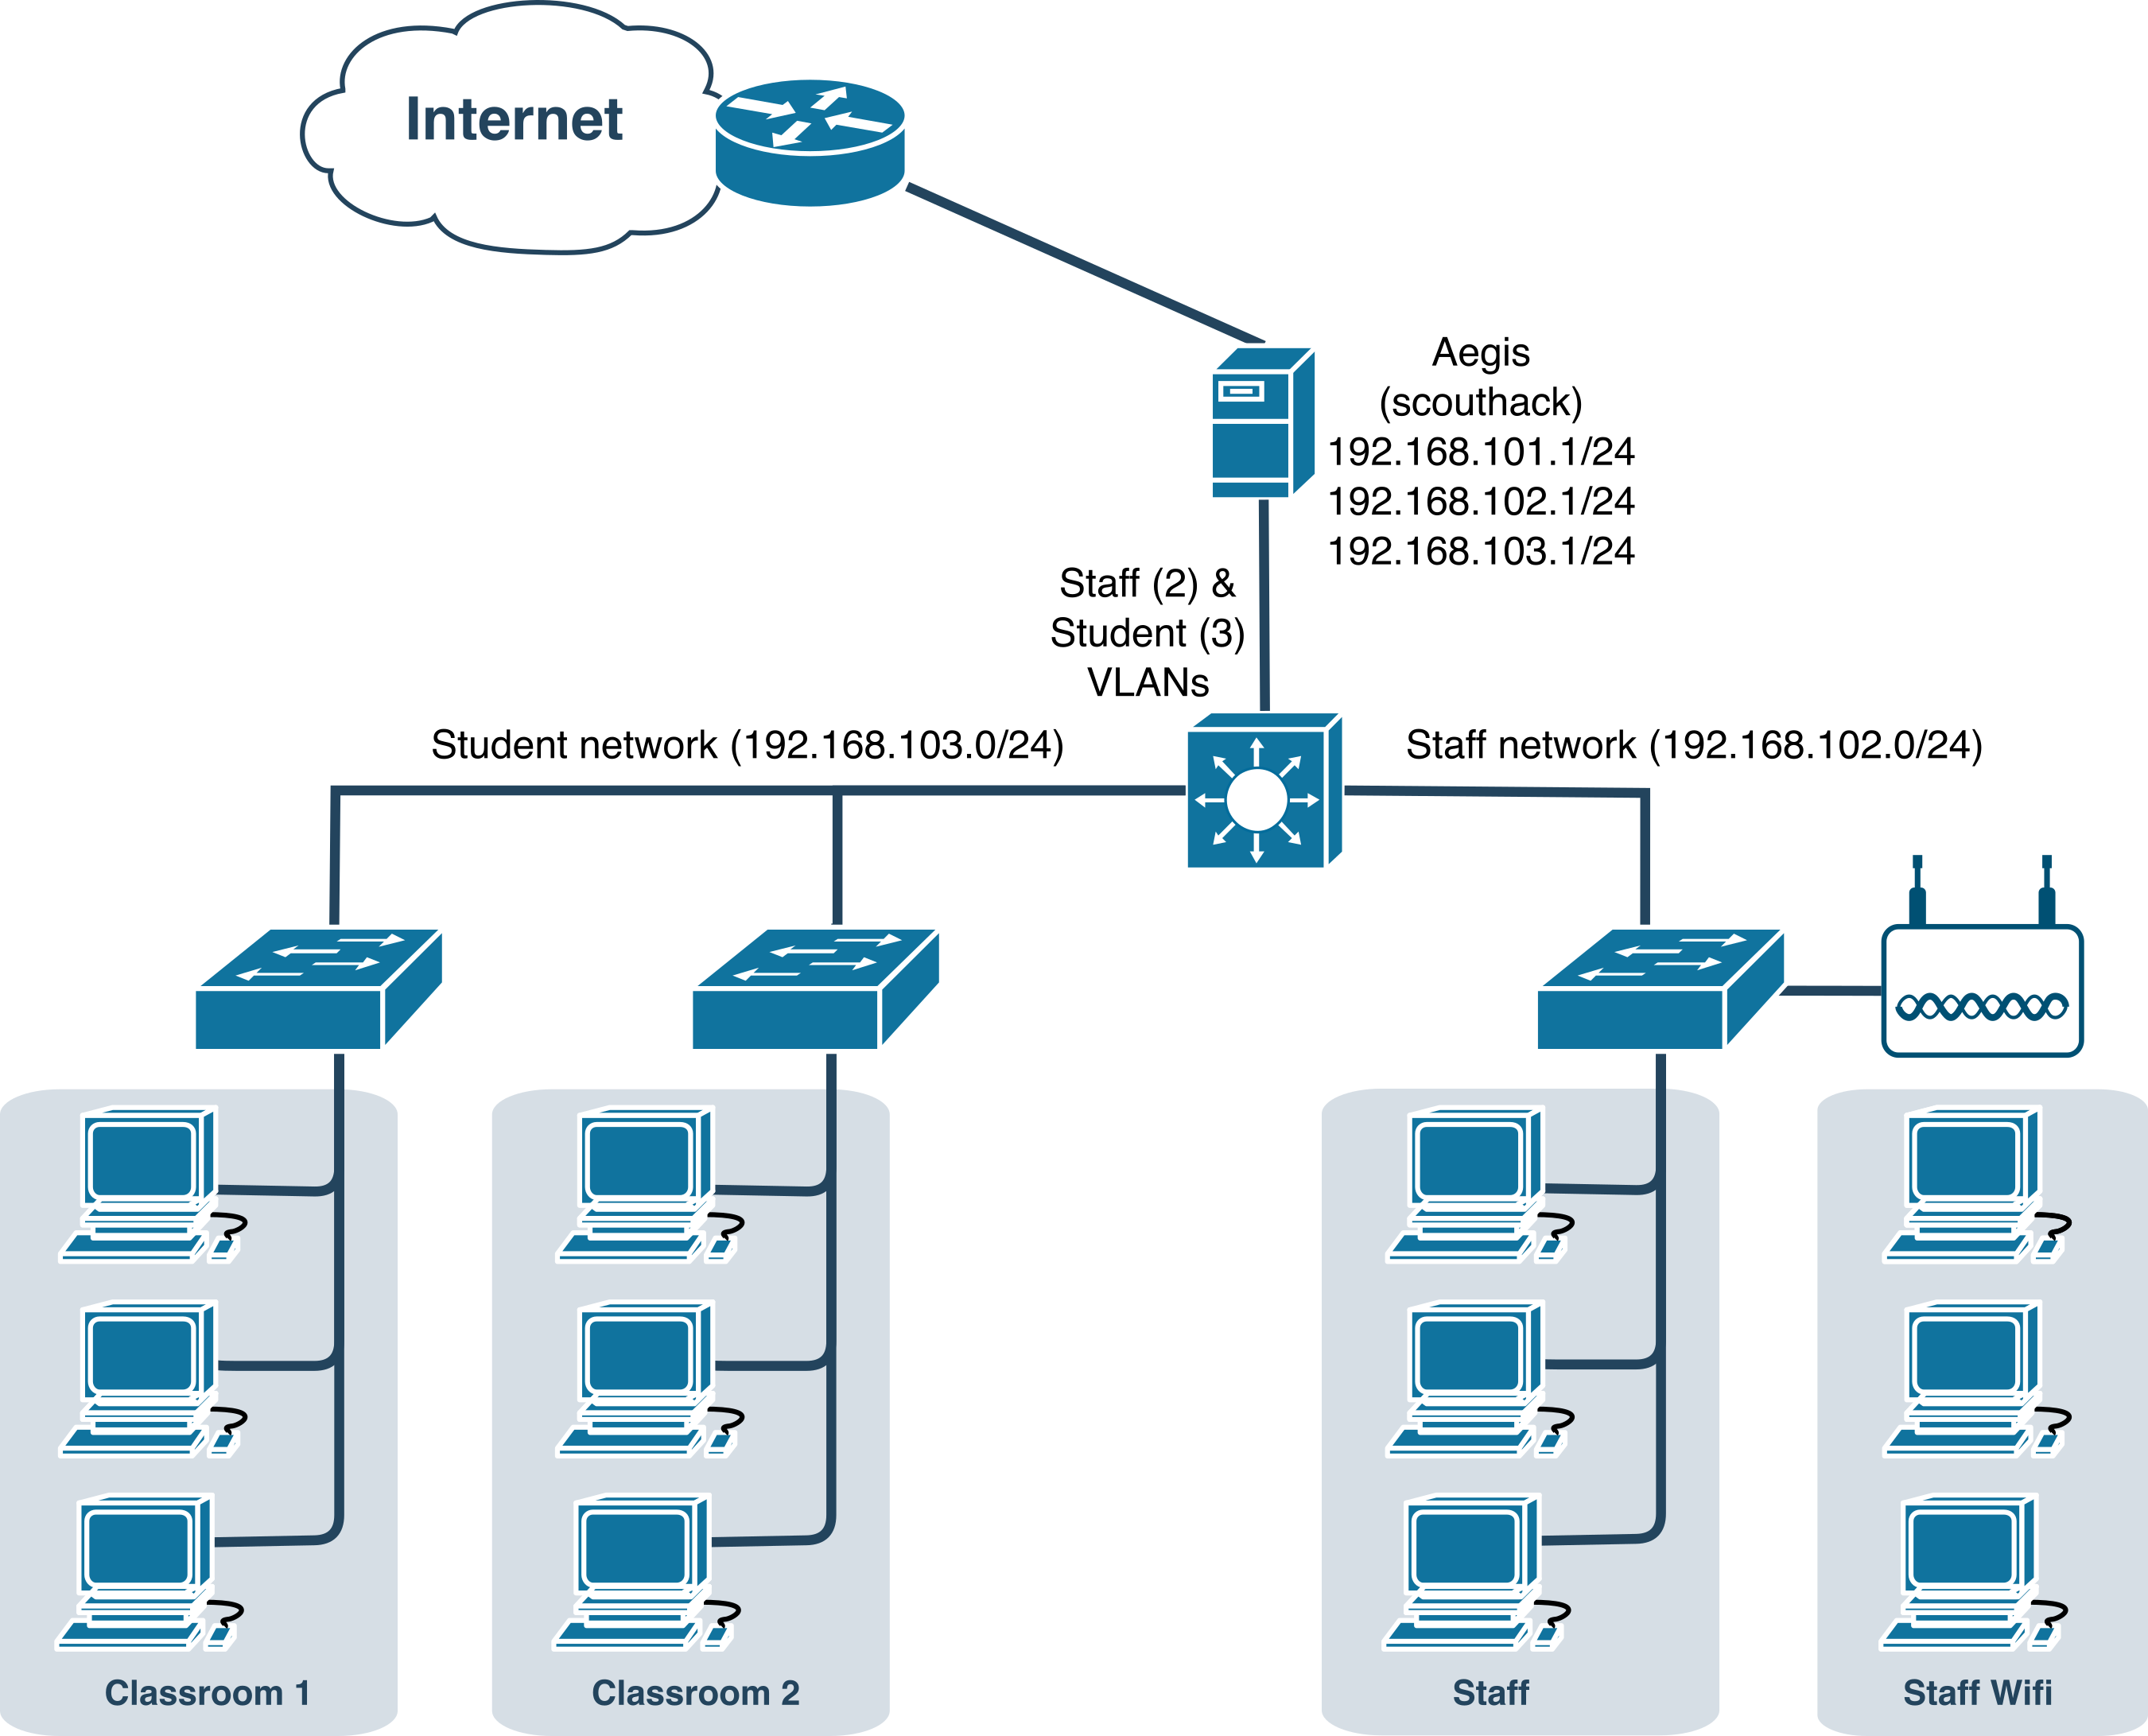 Internet
Aegis
(scouthack)
192.168.101.1/24
192.168.102.1/24
192.168.103.1/24
Staff (2) &
Student (3)
VLANs
Student network (192.168.103.0/24)
Staff network (192.168.102.0/24)
Classroom 1
Classroom 2
Staff
Staff Wifi